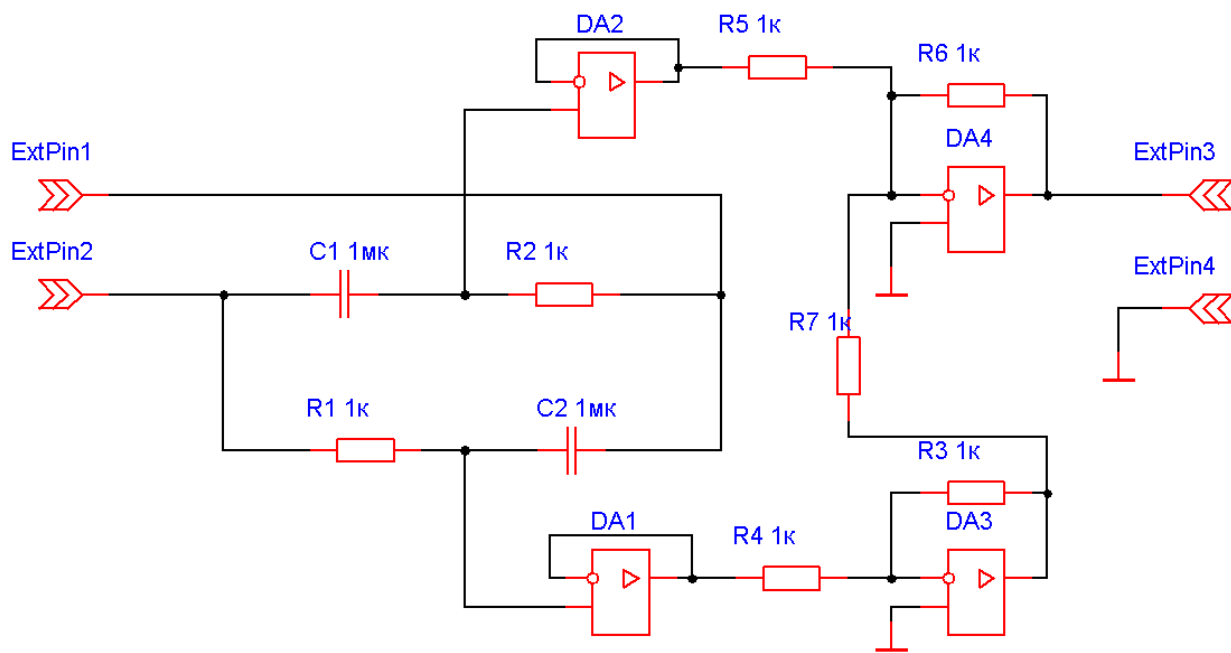 DA2
R5 1к
R6 1к
ExtPin1
DA4
ExtPin3
ExtPin2
C1 1мк
R2 1к
ExtPin4
R7 1к
R1 1к
C2 1мк
R3 1к
DA1
R4 1к
DA3